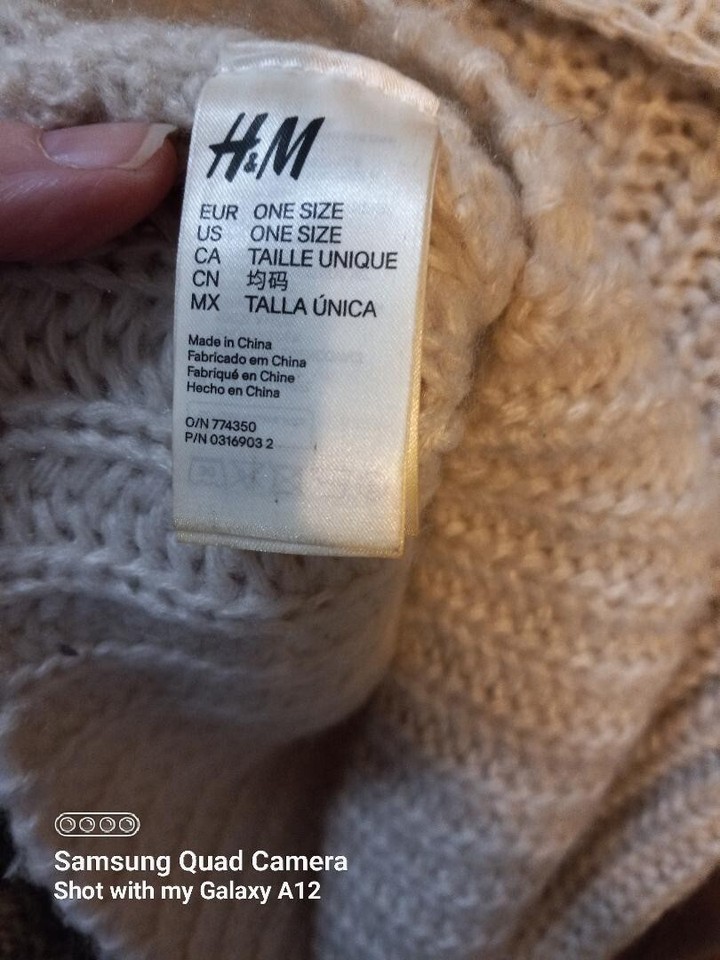 H&M
EUR ONE SIZE
US ONE SIZE
CA TAILLE UNIQUE
CN 均码
MX TALLA ÚNICA
Made in China
Fabricado em China
Fabriqué en Chine
Hecho en China
O/N 774350
P/N 0316903 2
Samsung Quad Camera
Shot with my Galaxy A12